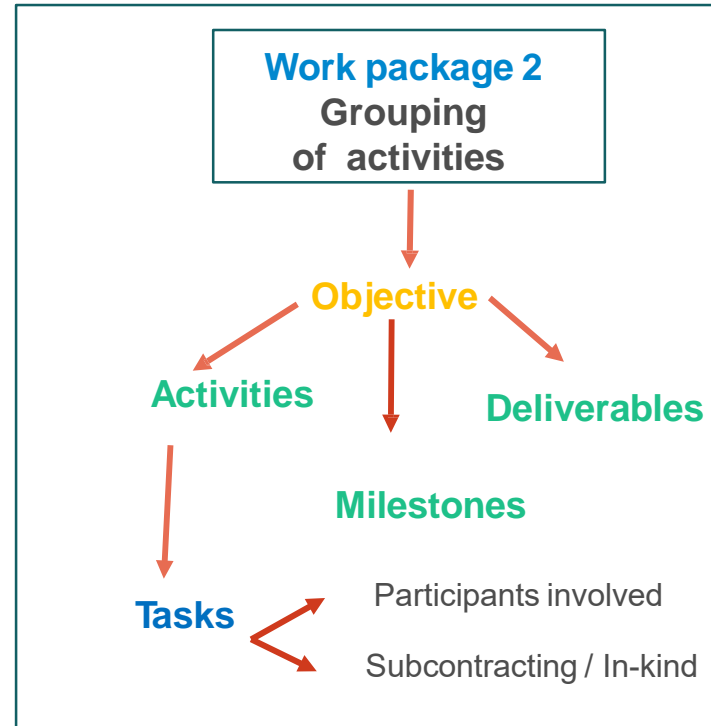 Work package 2
Grouping
of activities
Objective
Activities
Deliverables
Milestones
Tasks
Participants involved
Subcontracting / In-kind